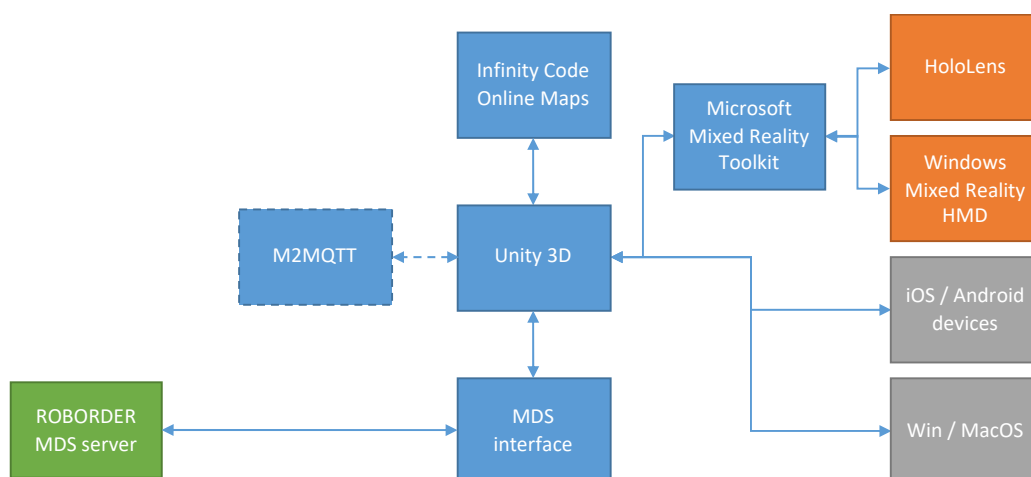 Infinity Code
Online Maps
HoloLens
Microsoft
Mixed Reality
Toolkit
Windows
Mixed Reality
HMD
M2MQTT
Unity 3D
iOS / Android
devices
ROBORDER
MDS server
MDS
interface
Win / MacOS